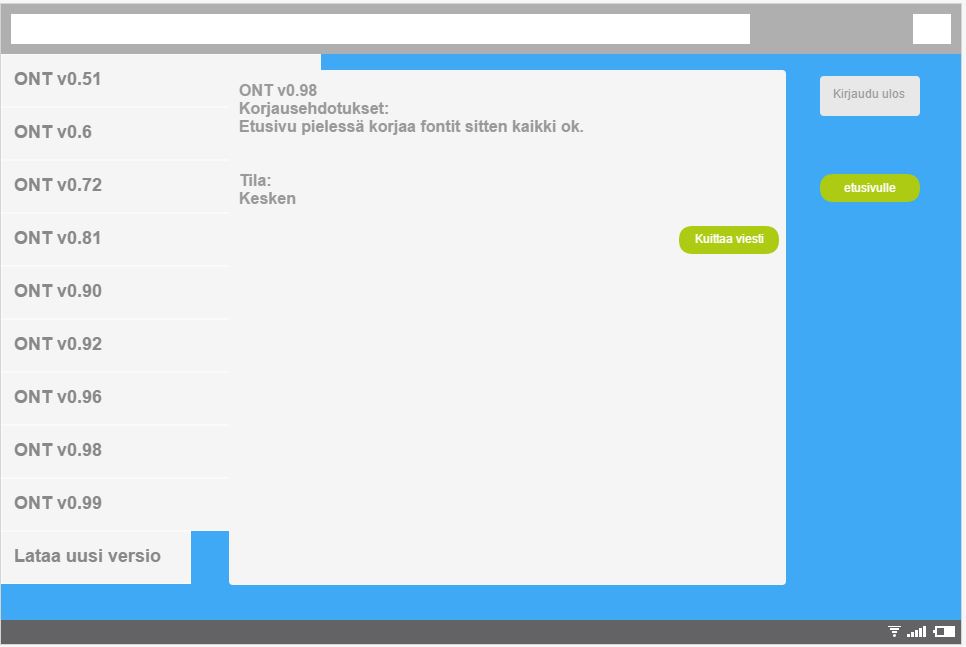 ONT v0.51
ONT v0.6
ONT v0.72
ONT v0.81
ONT v0.90
ONT v0.92
ONT v0.96
ONT v0.98
ONT v0.99
Lataa uusi versio
ONT v0.98
Korjausehdotukset:
Etusivu pielessä korjaa fontit sitten kaikki ok.
Tila:
Kesken
Kuittaa viesti
Kirjaudu ulos
etusivulle